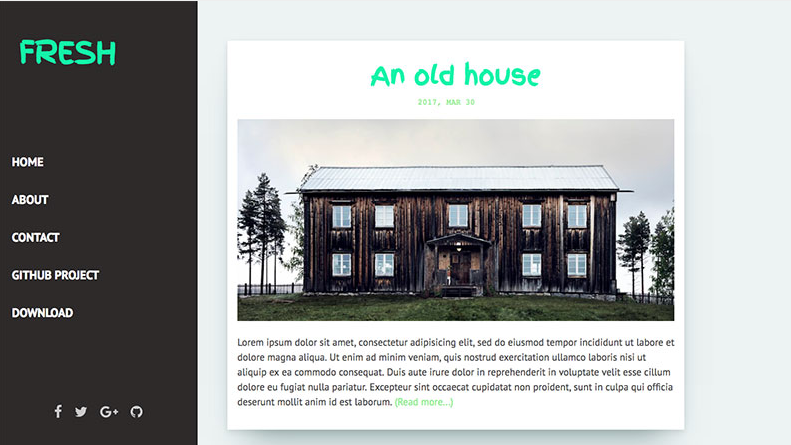 FRESH
HOME
ABOUT
CONTACT
GITHUB PROJECT
DOWNLOAD
An old house
2017, MAR 30
Lorem ipsum dolor sit amet, consectetur adipisicing elit, sed do eiusmod tempor incididunt ut labore et
dolore magna aliqua. Ut enim ad minim veniam, quis nostrud exercitation ullamco laboris nisi ut
aliquip ex ea commodo consequat. Duis aute irure dolor in reprehenderit in voluptate velit esse cillum
dolore eu fugiat nulla pariatur. Excepteur sint occaecat cupidatat non proident, sunt in culpa qui officia
deserunt mollit anim id est laborum. (Read more...)